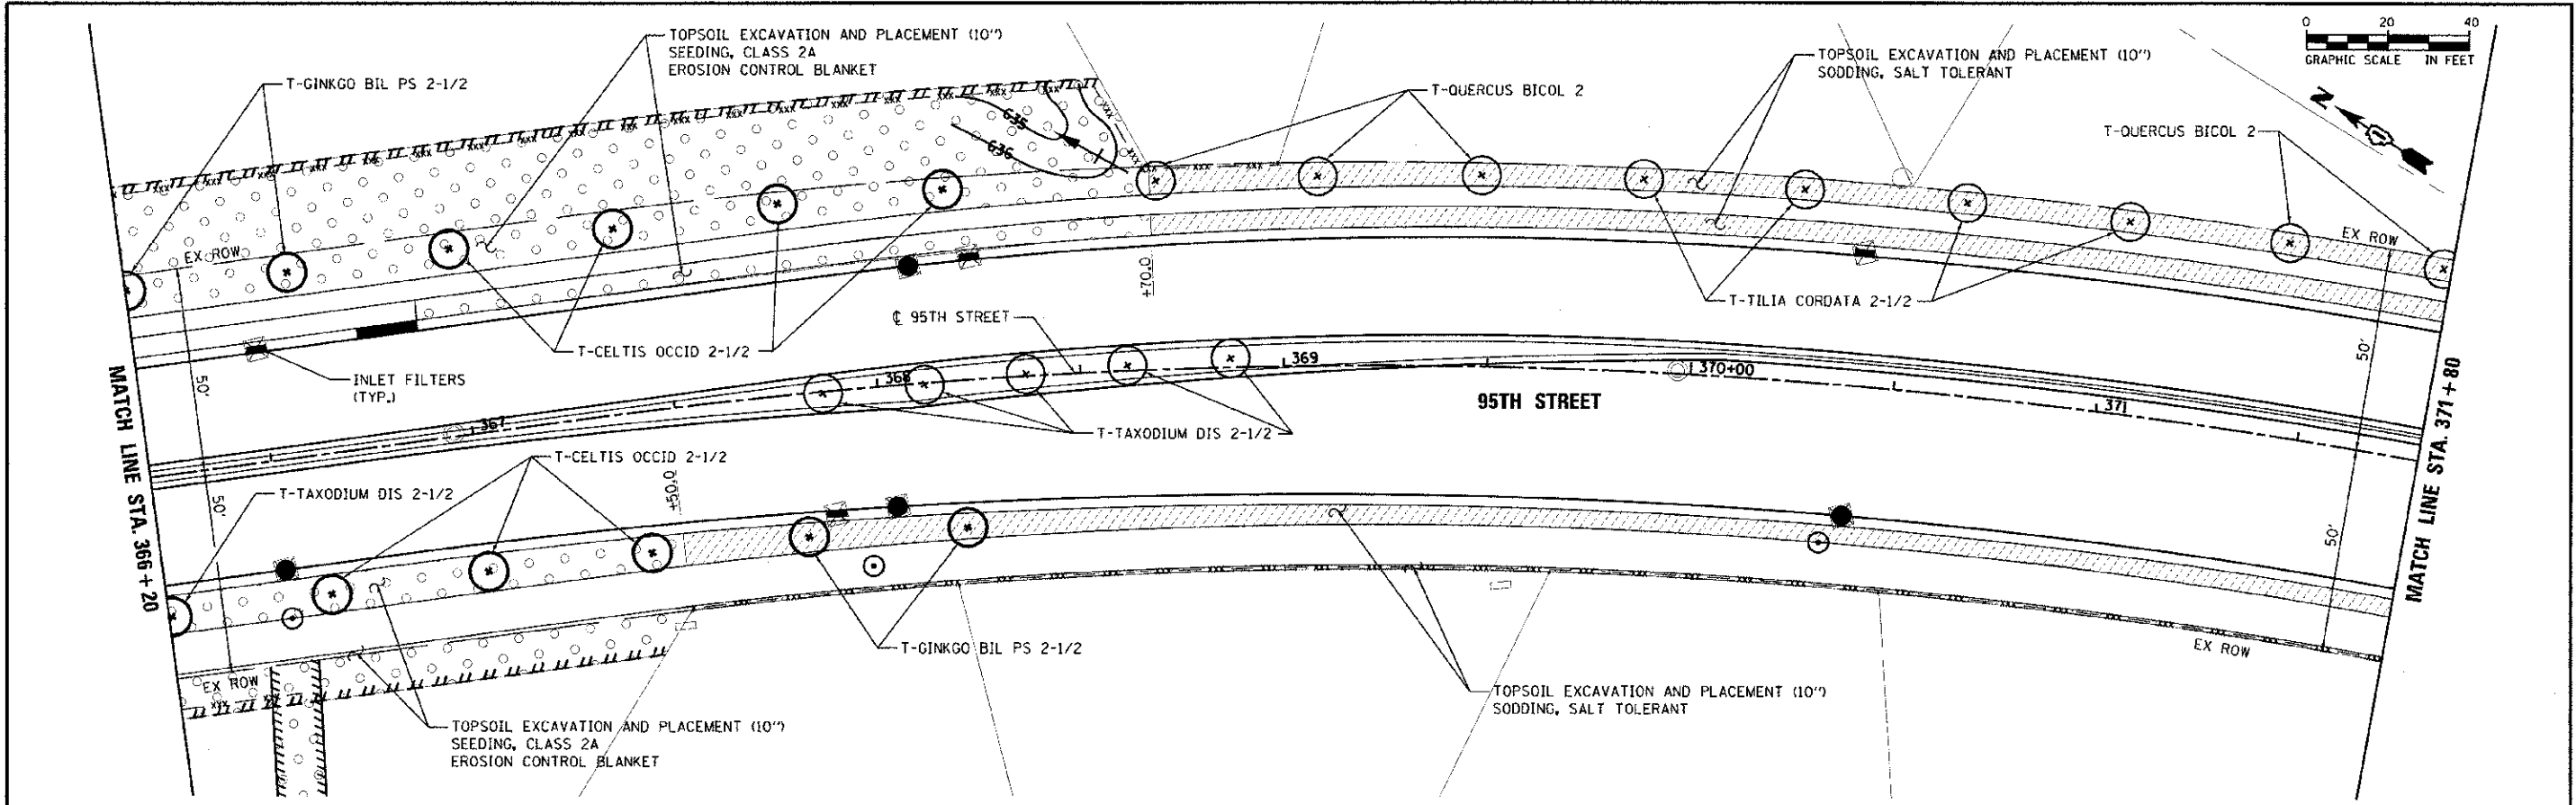 TOPSOIL EXCAVATION AND PLACEMENT (10")
SEEDING, CLASS 2A
EROSION CONTROL BLANKET
T-GINKGO BIL PS 2-1/2
T-QUERCUS BICOL 2
TOPSOIL EXCAVATION AND PLACEMENT (10")
SODDING, SALT TOLERANT
0 20 40
GRAPHIC SCALE IN FEET
N
T-QUERCUS BICOL 2
635
636
EX ROW
EX ROW
+70.0
T-TILIA CORDATA 2-1/2
℄ 95TH STREET
T-CELTIS OCCID 2-1/2
INLET FILTERS
(TYP.)
50'
50'
367
368
369
370+00
371
95TH STREET
T-TAXODIUM DIS 2-1/2
MATCH LINE STA. 366+20
MATCH LINE STA. 371+80
T-CELTIS OCCID 2-1/2
T-TAXODIUM DIS 2-1/2
50'
50'
+50.0
T-GINKGO BIL PS 2-1/2
EX ROW
EX ROW
TOPSOIL EXCAVATION AND PLACEMENT (10")
SODDING, SALT TOLERANT
TOPSOIL EXCAVATION AND PLACEMENT (10")
SEEDING, CLASS 2A
EROSION CONTROL BLANKET